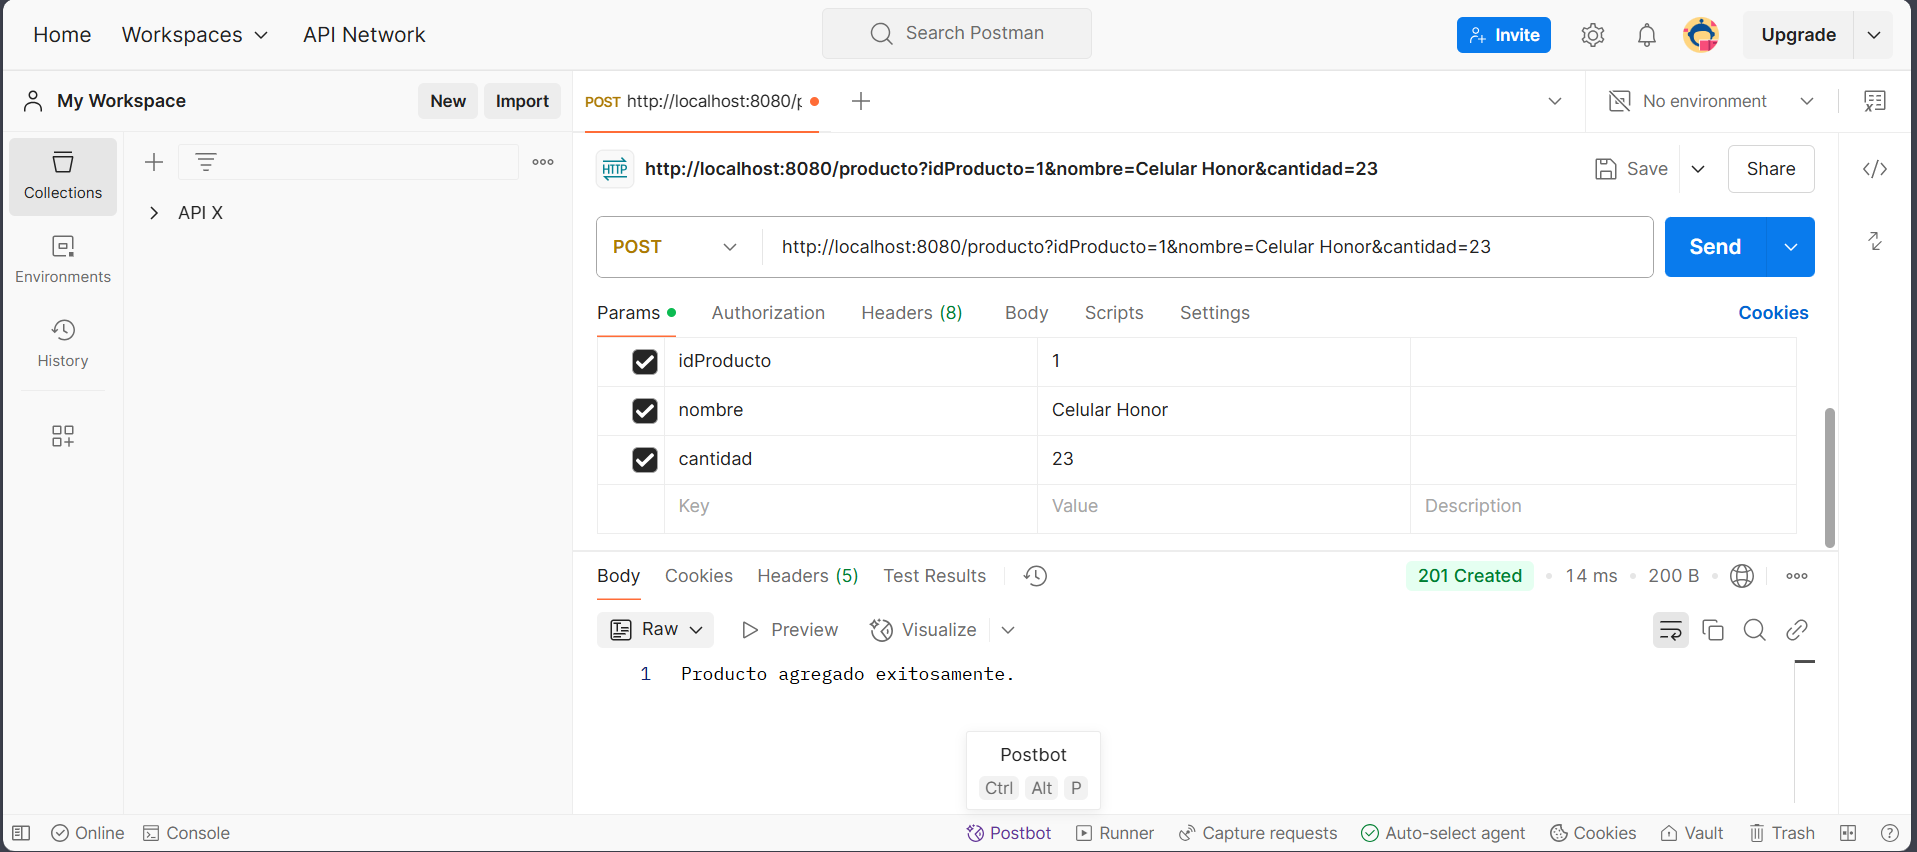 Home Workspaces API Network Search Postman Invite Upgrade
My Workspace New Import POST http://localhost:8080/p No environment
HTTP http://localhost:8080/producto?idProducto=1&nombre=Celular Honor&cantidad=23 Save Share
Collections
API X
Environments
History
POST http://localhost:8080/producto?idProducto=1&nombre=Celular Honor&cantidad=23 Send
Params Authorization Headers (8) Body Scripts Settings Cookies
idProducto 1
nombre Celular Honor
cantidad 23
Key Value Description
Body Cookies Headers (5) Test Results 201 Created 14 ms 200 B
Raw Preview Visualize
1 Producto agregado exitosamente.
Postbot
Ctrl Alt P
Online Console Postbot Runner Capture requests Auto-select agent Cookies Vault Trash